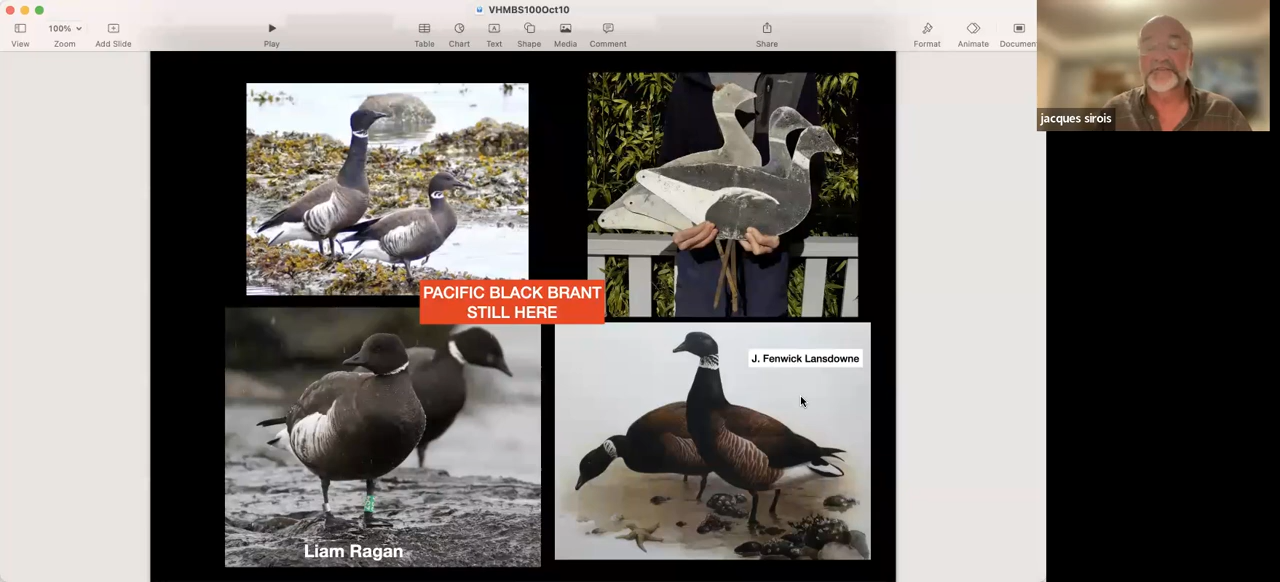 VHMBS100Oct10
100%
View
Zoom
Add Slide
Play
Table
Chart
Text
Shape
Media
Comment
Share
Format
Animate
Documen
jacques sirois
PACIFIC BLACK BRANT
STILL HERE
J. Fenwick Lansdowne
Liam Ragan